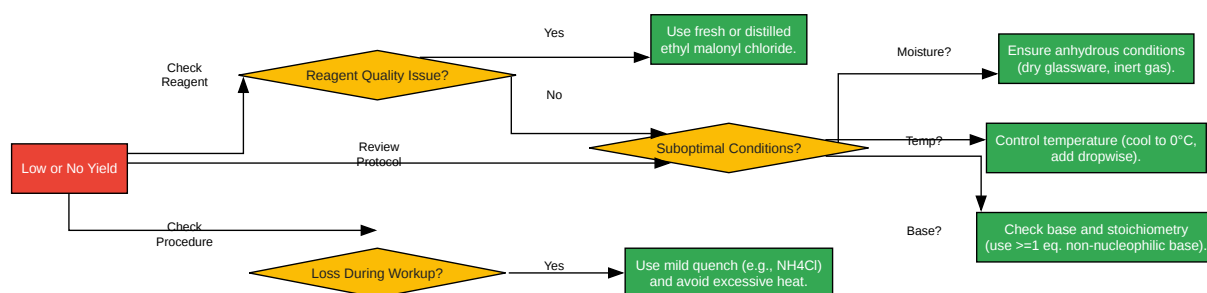 Yes
Use fresh or distilled
ethyl malonyl chloride.
Moisture?
Ensure anhydrous conditions
(dry glassware, inert gas).
Check
Reagent
Reagent Quality Issue?
No
Low or No Yield
Review
Protocol
Suboptimal Conditions?
Temp?
Control temperature (cool to 0°C,
add dropwise).
Check
Procedure
Base?
Check base and stoichiometry
(use >=1 eq. non-nucleophilic base).
Loss During Workup?
Yes
Use mild quench (e.g., NH4Cl)
and avoid excessive heat.